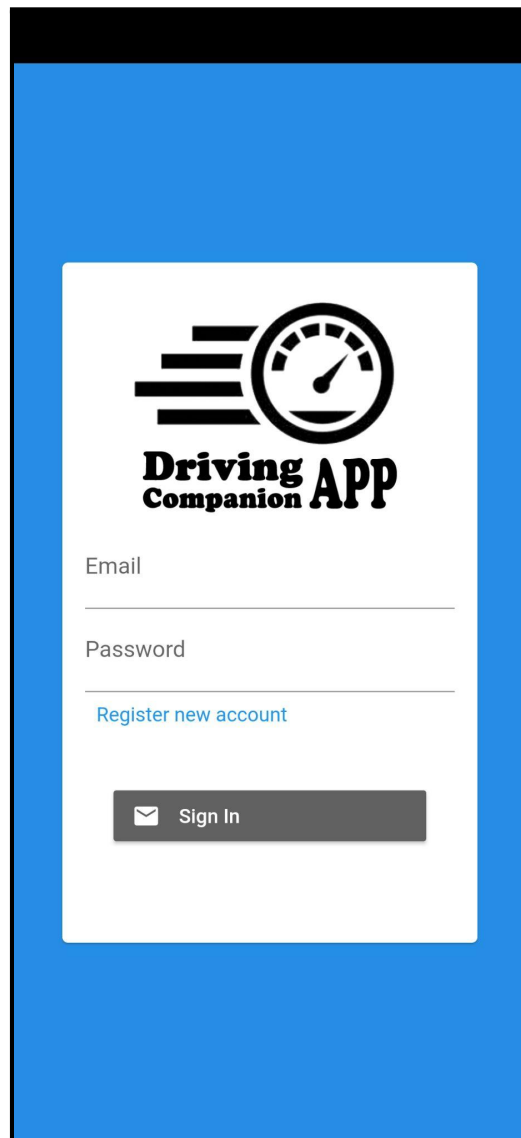 Driving
Companion APP
Email
Password
Register new account
Sign In